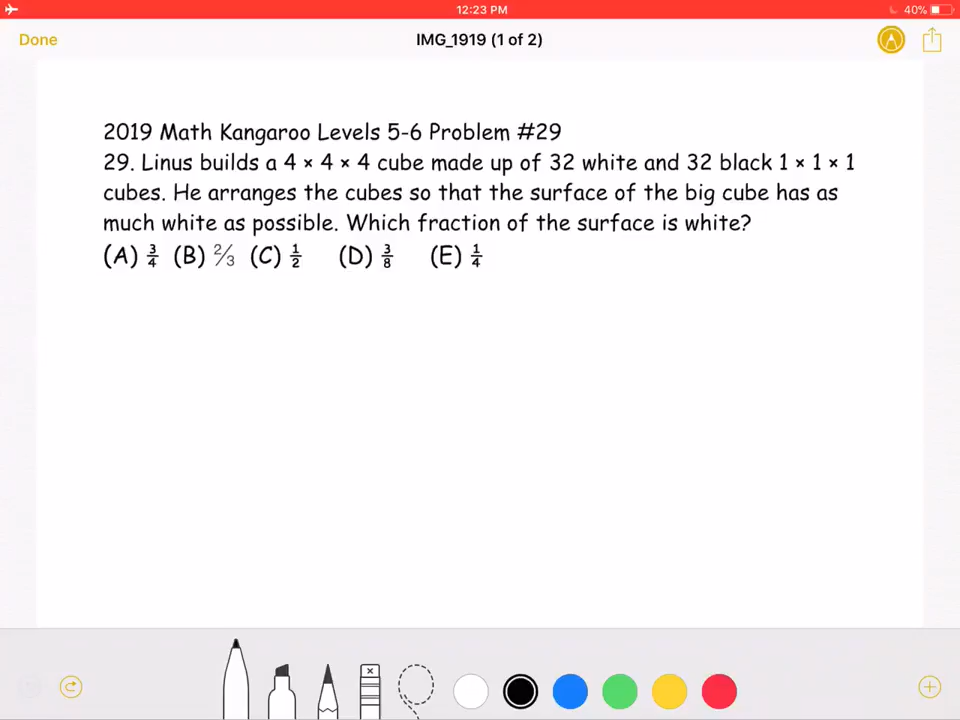 12:23 PM
40%
Done
IMG_1919 (1 of 2)
2019 Math Kangaroo Levels 5-6 Problem #29
29. Linus builds a 4 × 4 × 4 cube made up of 32 white and 32 black 1 × 1 × 1
cubes. He arranges the cubes so that the surface of the big cube has as
much white as possible. Which fraction of the surface is white?
(A) 3/4 (B) 2/3 (C) 1/2 (D) 3/8 (E) 1/4